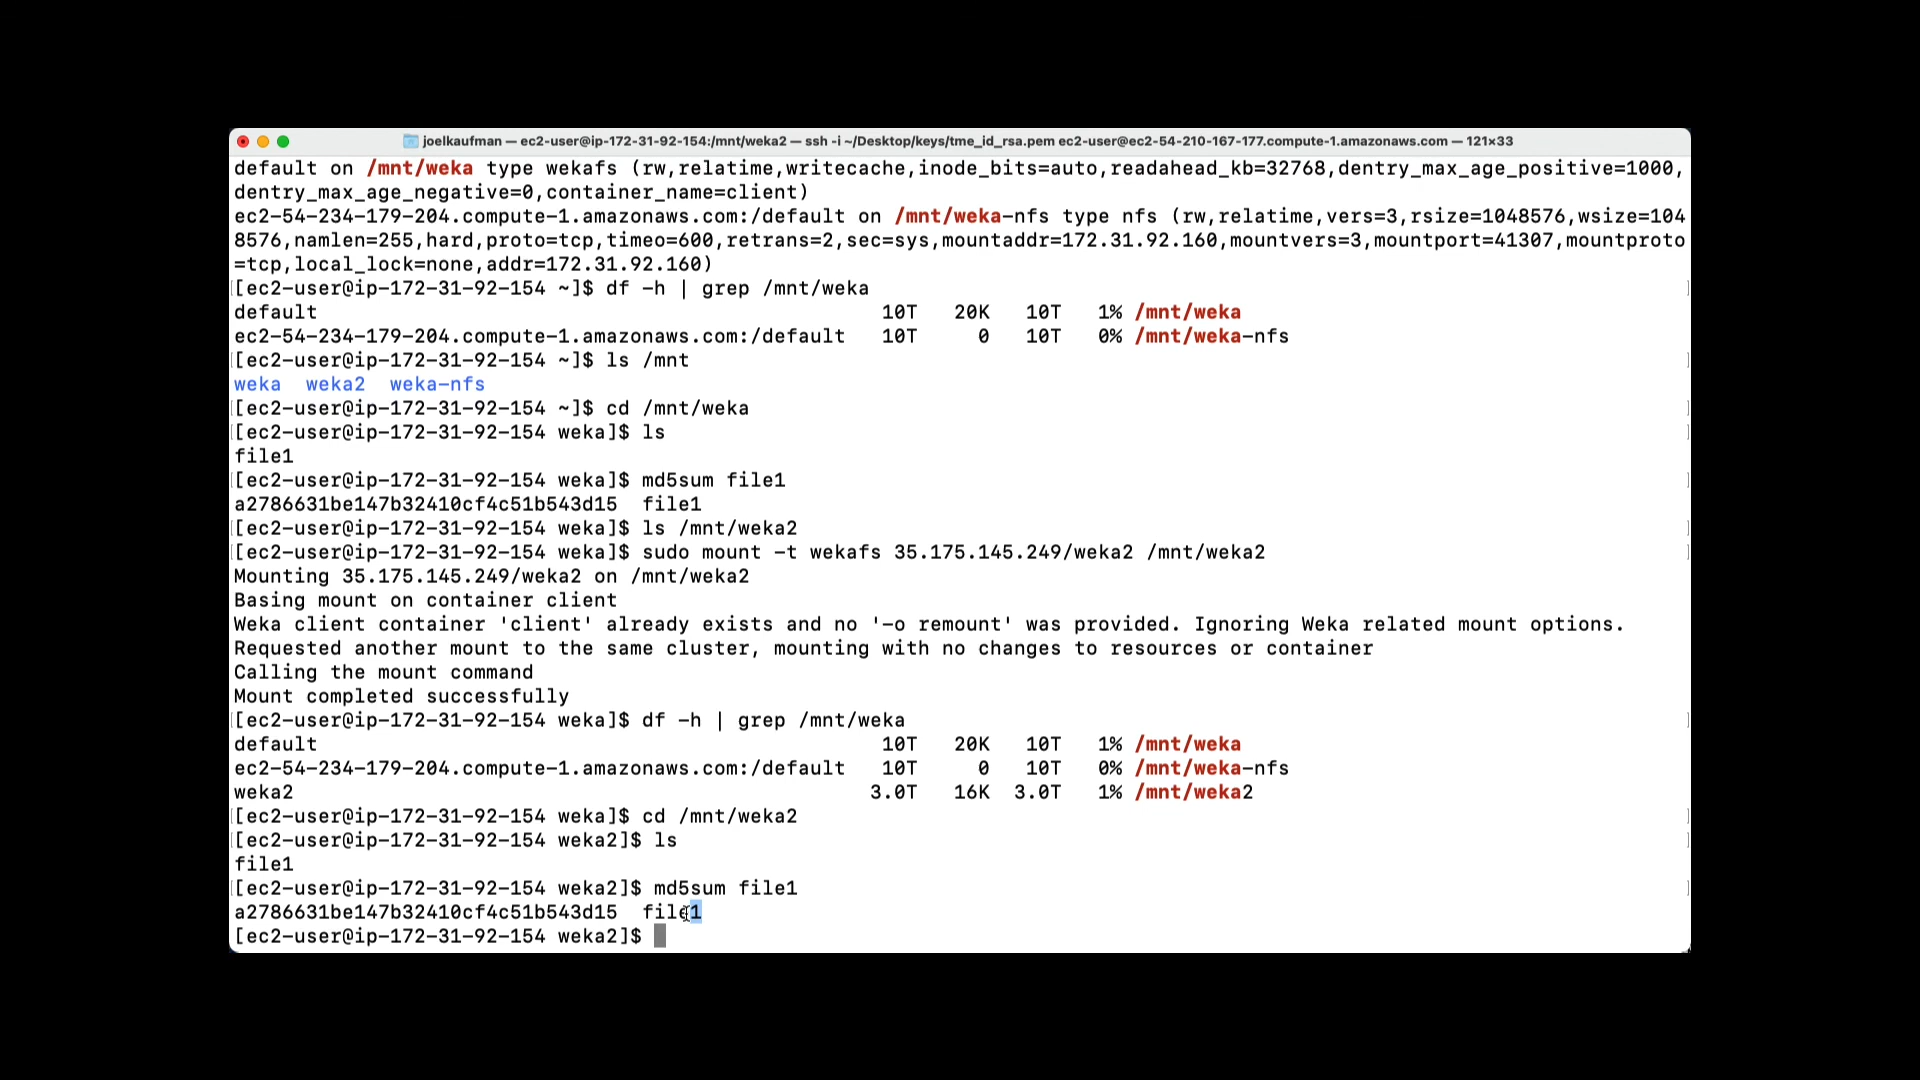 joelkaufman — ec2-user@ip-172-31-92-154:/mnt/weka2 — ssh -i ~/Desktop/keys/tme_id_rsa.pem ec2-user@ec2-54-210-167-177.compute-1.amazonaws.com — 121×33
default on /mnt/weka type wekafs (rw,relatime,writecache,inode_bits=auto,readahead_kb=32768,dentry_max_age_positive=1000,
dentry_max_age_negative=0,container_name=client)
ec2-54-234-179-204.compute-1.amazonaws.com:/default on /mnt/weka-nfs type nfs (rw,relatime,vers=3,rsize=1048576,wsize=104
8576,namlen=255,hard,proto=tcp,timeo=600,retrans=2,sec=sys,mountaddr=172.31.92.160,mountvers=3,mountport=41307,mountproto
=tcp,local_lock=none,addr=172.31.92.160)
[ec2-user@ip-172-31-92-154 ~]$ df -h | grep /mnt/weka
default                                               10T   20K   10T   1% /mnt/weka
ec2-54-234-179-204.compute-1.amazonaws.com:/default   10T     0   10T   0% /mnt/weka-nfs
[ec2-user@ip-172-31-92-154 ~]$ ls /mnt
weka  weka2  weka-nfs
[ec2-user@ip-172-31-92-154 ~]$ cd /mnt/weka
[ec2-user@ip-172-31-92-154 weka]$ ls
file1
[ec2-user@ip-172-31-92-154 weka]$ md5sum file1
a2786631be147b32410cf4c51b543d15  file1
[ec2-user@ip-172-31-92-154 weka]$ ls /mnt/weka2
[ec2-user@ip-172-31-92-154 weka]$ sudo mount -t wekafs 35.175.145.249/weka2 /mnt/weka2
Mounting 35.175.145.249/weka2 on /mnt/weka2
Basing mount on container client
Weka client container 'client' already exists and no '-o remount' was provided. Ignoring Weka related mount options.
Requested another mount to the same cluster, mounting with no changes to resources or container
Calling the mount command
Mount completed successfully
[ec2-user@ip-172-31-92-154 weka]$ df -h | grep /mnt/weka
default                                               10T   20K   10T   1% /mnt/weka
ec2-54-234-179-204.compute-1.amazonaws.com:/default   10T     0   10T   0% /mnt/weka-nfs
weka2                                                3.0T   16K  3.0T   1% /mnt/weka2
[ec2-user@ip-172-31-92-154 weka]$ cd /mnt/weka2
[ec2-user@ip-172-31-92-154 weka2]$ ls
file1
[ec2-user@ip-172-31-92-154 weka2]$ md5sum file1
a2786631be147b32410cf4c51b543d15  file1
[ec2-user@ip-172-31-92-154 weka2]$